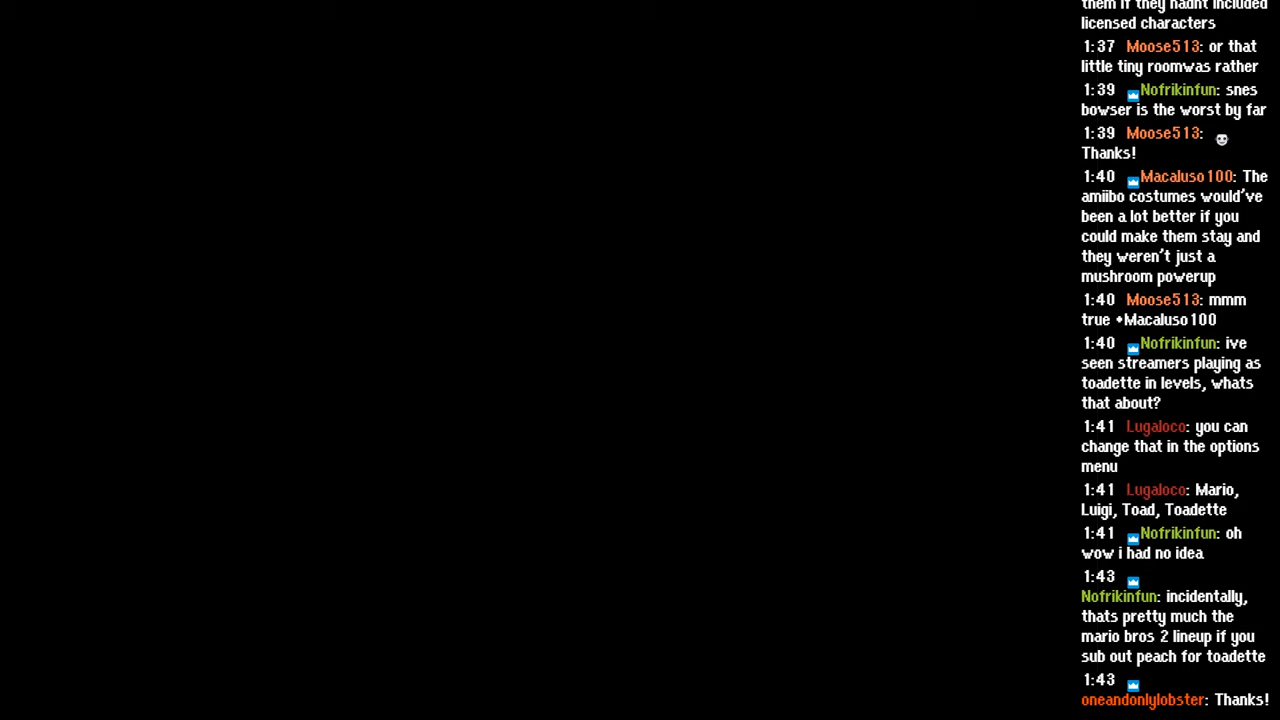 them if they hadnt included
licensed characters
1:37 Moose513: or that
little tiny roomwas rather
1:39 Nofrikinfun: snes
bowser is the worst by far
1:39 Moose513:
Thanks!
1:40 Macaluso100: The
amiibo costumes would've
been a lot better if you
could make them stay and
they weren't just a
mushroom powerup
1:40 Moose513: mmm
true •Macaluso100
1:40 Nofrikinfun: ive
seen streamers playing as
toadette in levels, whats
that about?
1:41 Lugaloco: you can
change that in the options
menu
1:41 Lugaloco: Mario,
Luigi, Toad, Toadette
1:41 Nofrikinfun: oh
wow i had no idea
1:43
Nofrikinfun: incidentally,
thats pretty much the
mario bros 2 lineup if you
sub out peach for toadette
1:43
oneandonlylobster: Thanks!